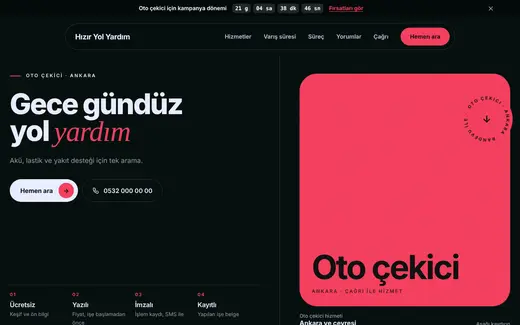 Oto çekici için kampanya dönemi 21 g 04 sa 38 dk 46 sn Fırsatları gör
Hızır Yol Yardım
Hizmetler Varış süresi Süreç Yorumlar Çağrı Hemen ara
OTO ÇEKİCİ · ANKARA
Gece gündüz
yol yardım
Akü, lastik ve yakıt desteği için tek arama.
Hemen ara
0532 000 00 00
01
Ücretsiz
Keşif ve ön bilgi
02
Yazılı
Fiyat, işe başlamadan
önce
03
İmzalı
İşlem kaydı, SMS ile
04
Kayıtlı
Yapılan işe belge
OTO ÇEKİCİ · ANKARA
Oto çekici
ANKARA · ÇAĞRI İLE HİZMET
Oto çekici hizmeti
Ankara ve çevresi